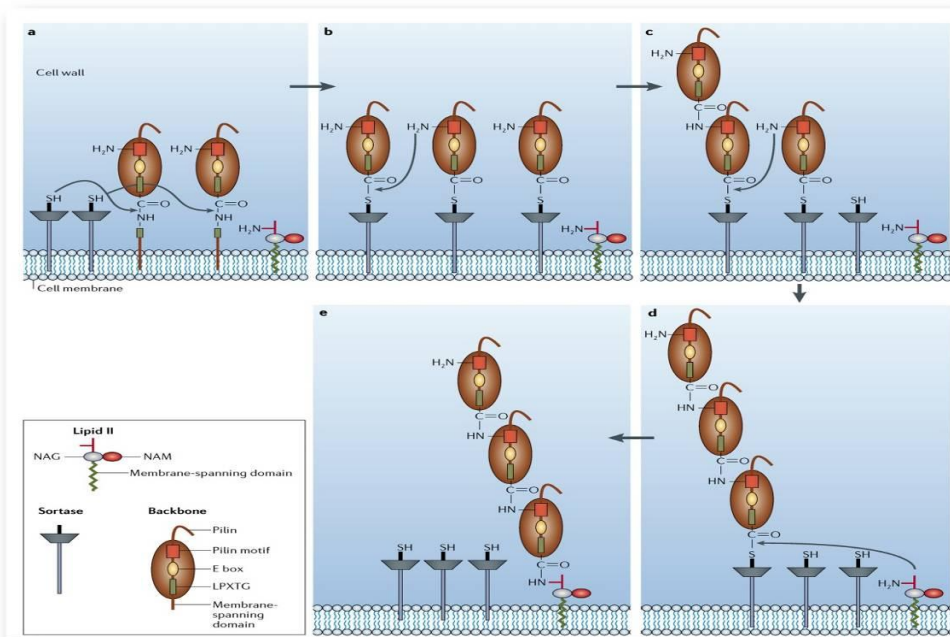 a
Cell wall
H₂N
H₂N
SH
SH
C=O
NH
C=O
NH
H₂N
Cell membrane
b
H₂N
H₂N
H₂N
C=O
S
C=O
S
C=O
S
H₂N
c
H₂N
C=O
HN
H₂N
C=O
S
C=O
S
SH
H₂N
d
H₂N
C=O
HN
C=O
HN
C=O
S
SH
SH
H₂N
e
H₂N
C=O
HN
C=O
HN
C=O
HN
SH
SH
SH
Lipid II
NAG
NAM
Membrane-spanning domain
Sortase
Backbone
Pilin
Pilin motif
E box
LPXTG
Membrane-
spanning
domain